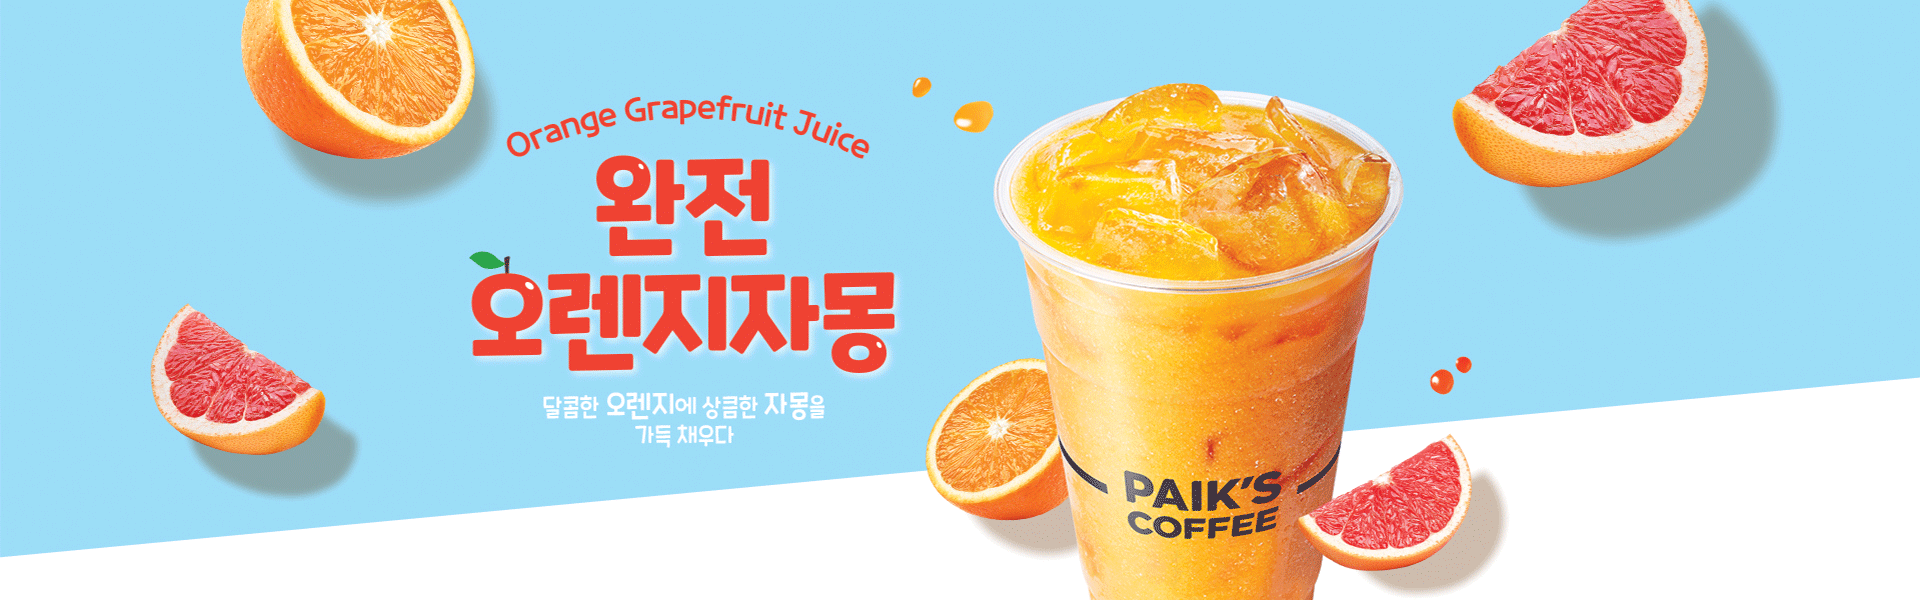 Orange Grapefruit Juice
완전
오렌지자몽
달콤한 오렌지에 상큼한 자몽을
가득 채우다
PAIK'S
COFFEE